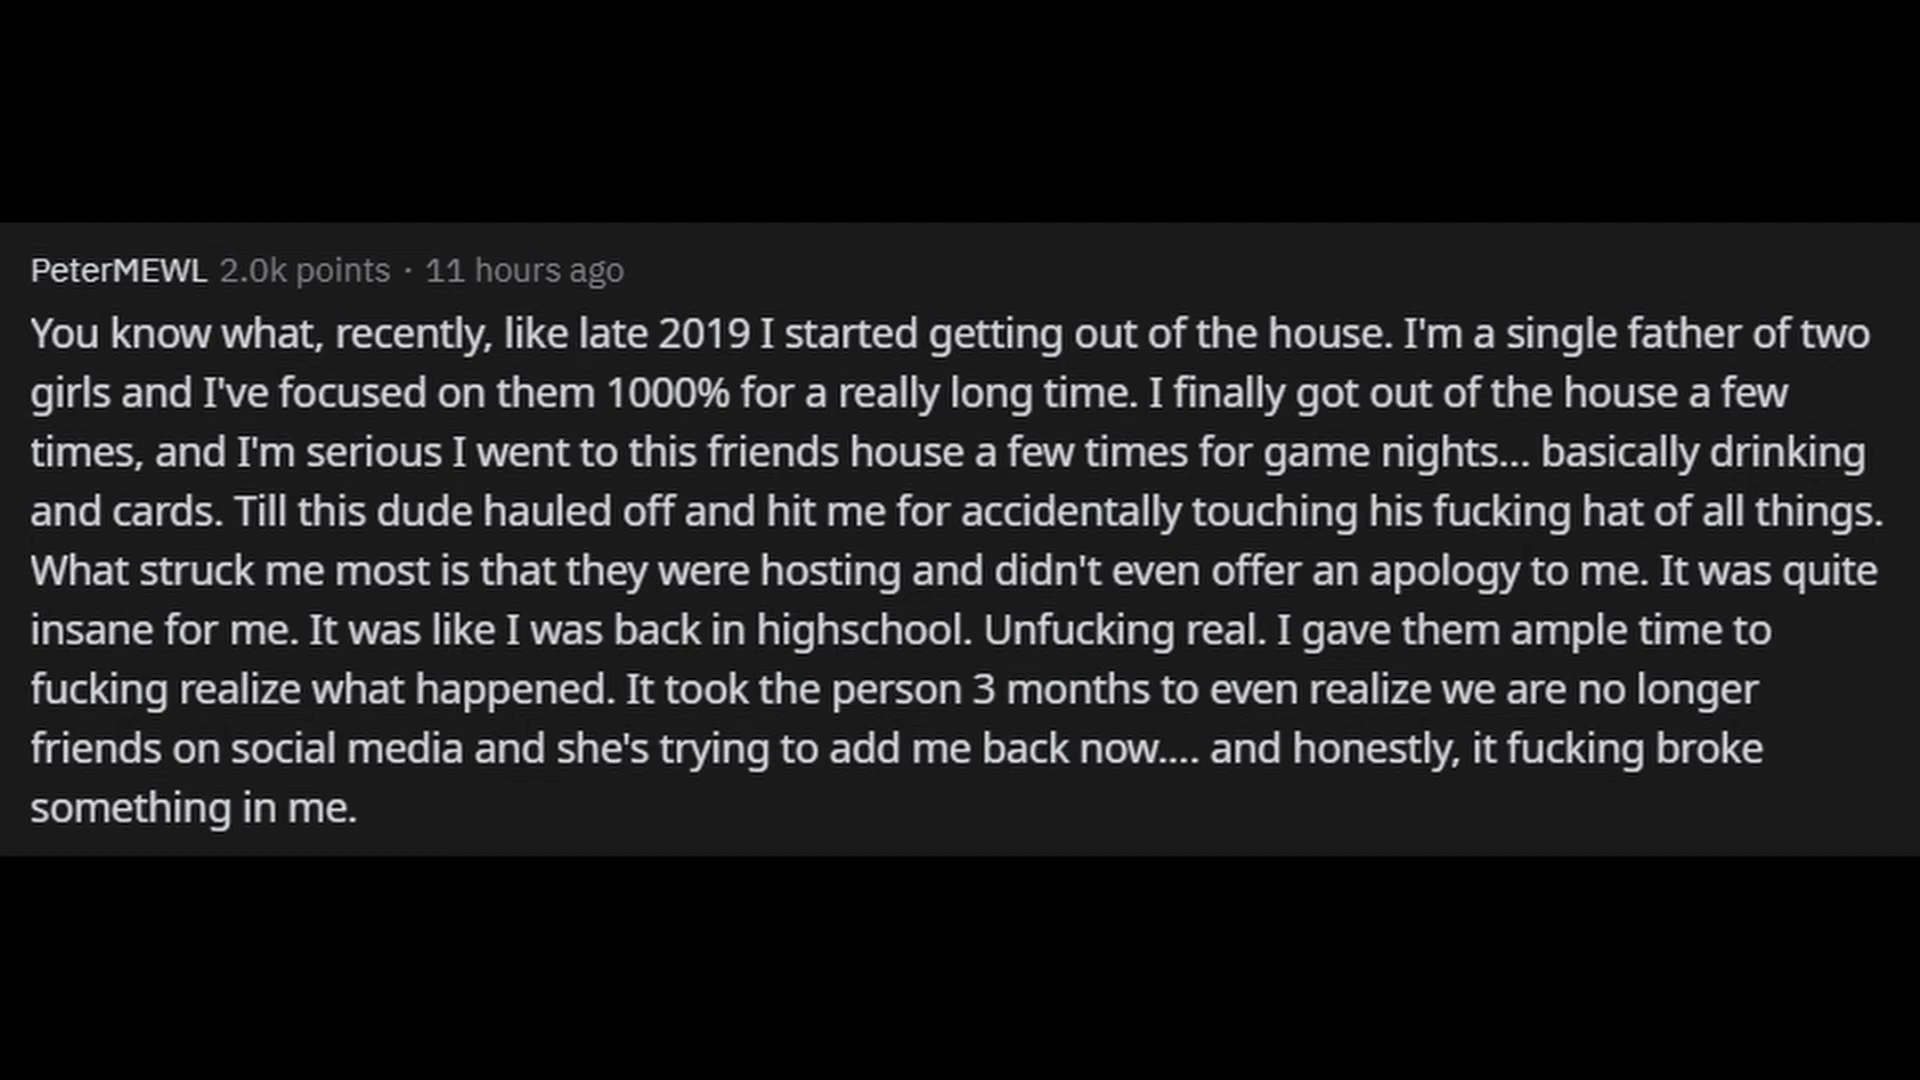 PeterMEWL 2.0k points · 11 hours ago
You know what, recently, like late 2019 I started getting out of the house. I'm a single father of two
girls and I've focused on them 1000% for a really long time. I finally got out of the house a few
times, and I'm serious I went to this friends house a few times for game nights... basically drinking
and cards. Till this dude hauled off and hit me for accidentally touching his fucking hat of all things.
What struck me most is that they were hosting and didn't even offer an apology to me. It was quite
insane for me. It was like I was back in highschool. Unfucking real. I gave them ample time to
fucking realize what happened. It took the person 3 months to even realize we are no longer
friends on social media and she's trying to add me back now.... and honestly, it fucking broke
something in me.